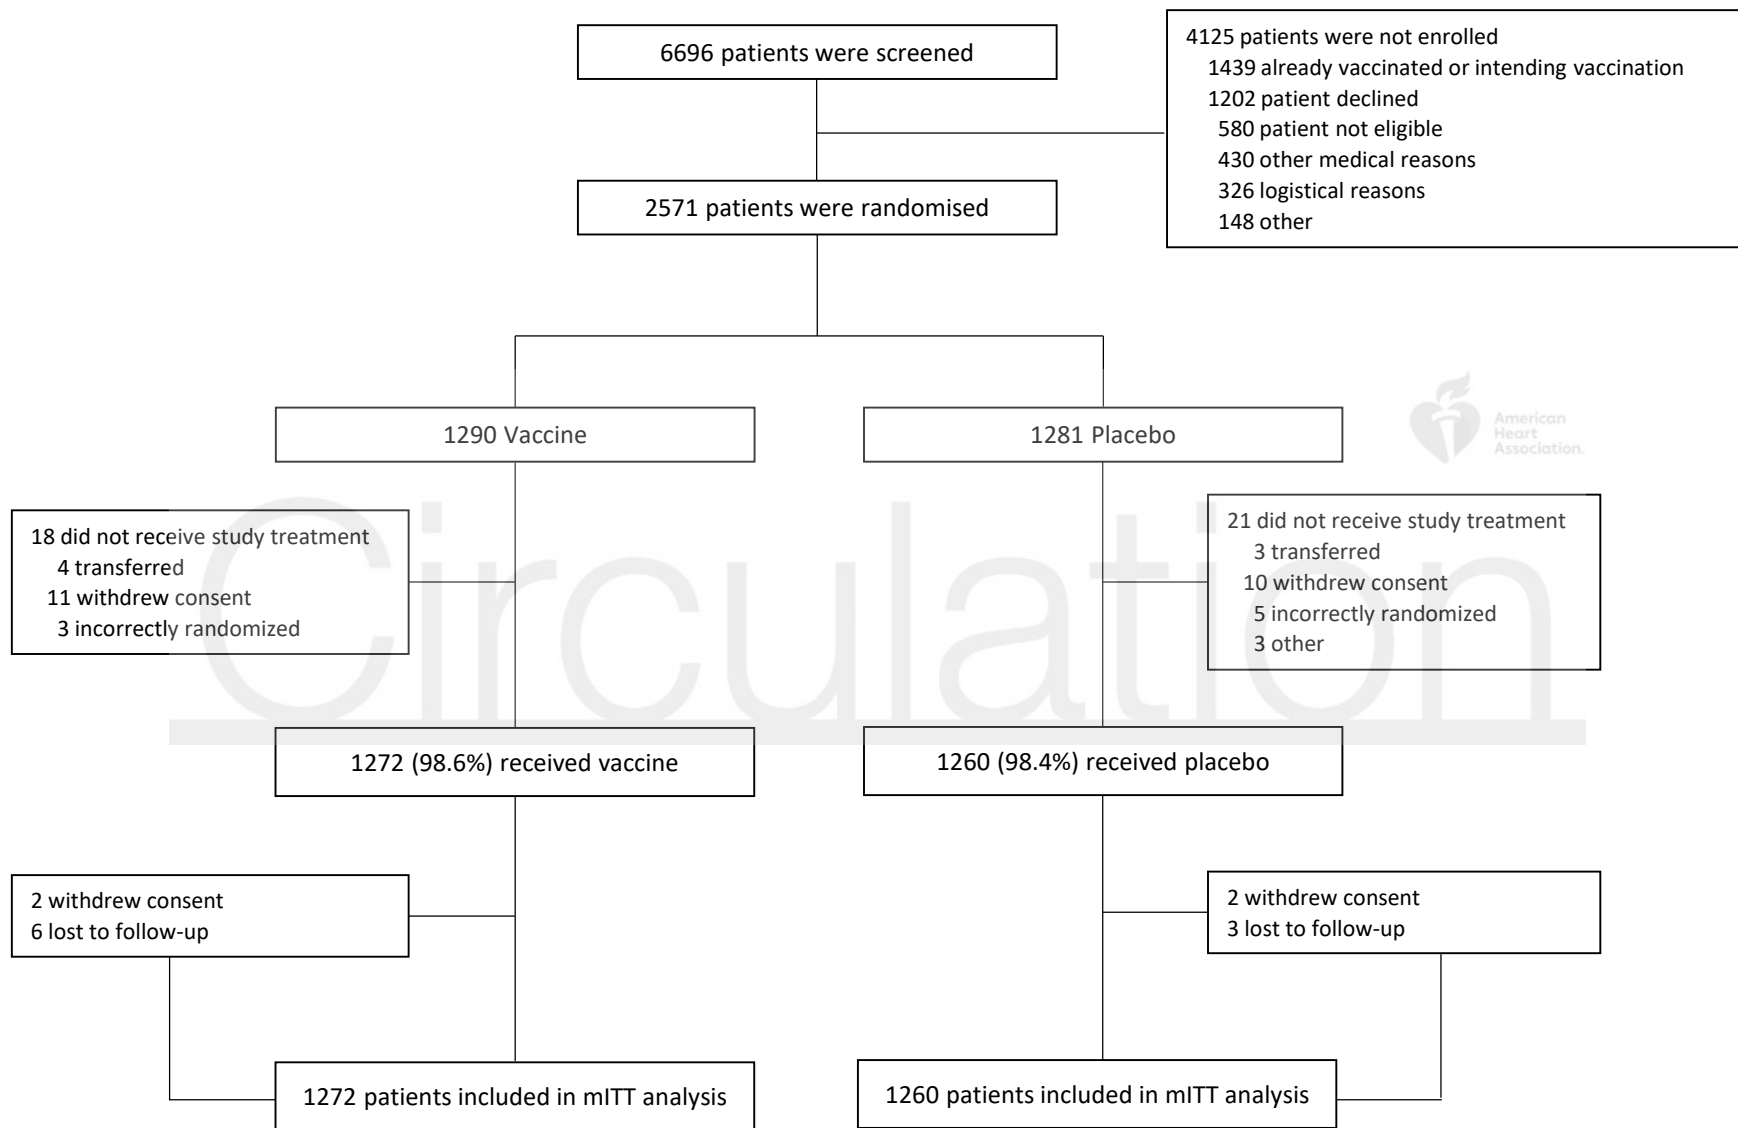 6696 patients were screened
4125 patients were not enrolled
1439 already vaccinated or intending vaccination
1202 patient declined
580 patient not eligible
430 other medical reasons
326 logistical reasons
148 other
2571 patients were randomised
1290 Vaccine
1281 Placebo
American
Heart
Association.
18 did not receive study treatment
4 transferred
11 withdrew consent
3 incorrectly randomized
21 did not receive study treatment
3 transferred
10 withdrew consent
5 incorrectly randomized
3 other
Circulation
1272 (98.6%) received vaccine
1260 (98.4%) received placebo
2 withdrew consent
6 lost to follow-up
2 withdrew consent
3 lost to follow-up
1272 patients included in mITT analysis
1260 patients included in mITT analysis